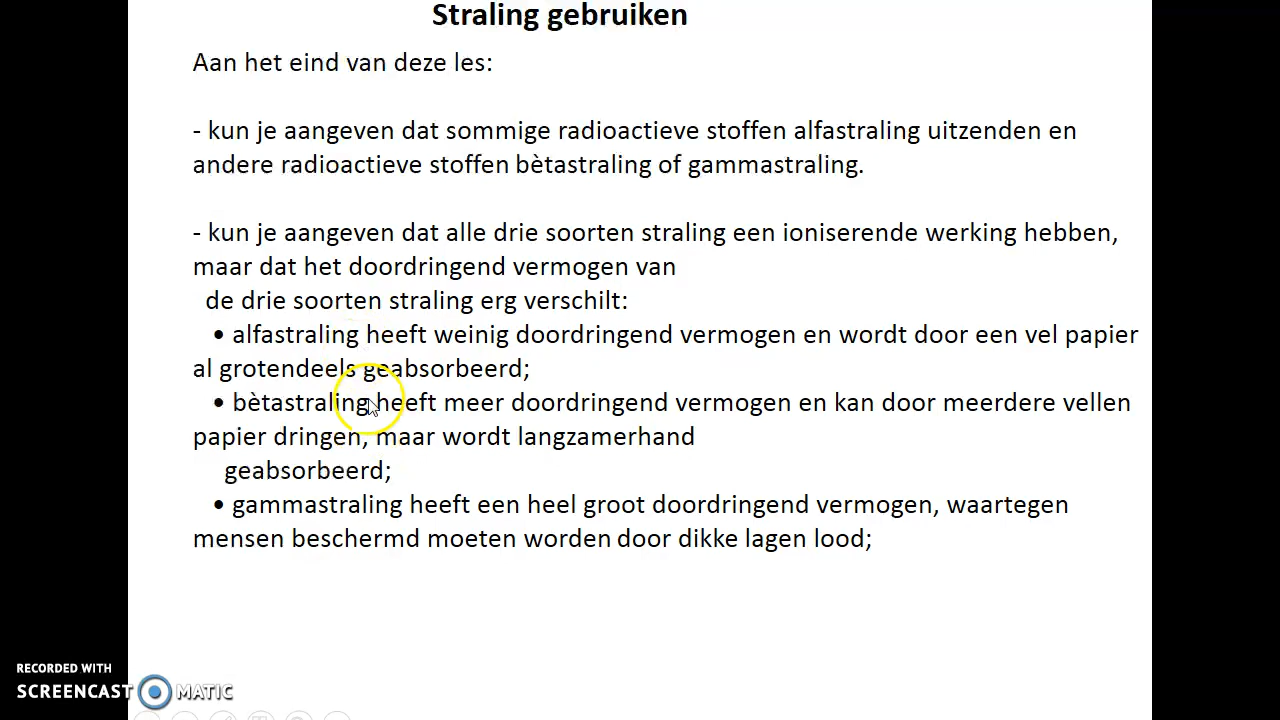 Straling gebruiken
Aan het eind van deze les:
- kun je aangeven dat sommige radioactieve stoffen alfastraling uitzenden en
andere radioactieve stoffen bètastraling of gammastraling.
- kun je aangeven dat alle drie soorten straling een ioniserende werking hebben,
maar dat het doordringend vermogen van
de drie soorten straling erg verschilt:
• alfastraling heeft weinig doordringend vermogen en wordt door een vel papier
al grotendeels geabsorbeerd;
• bètastraling heeft meer doordringend vermogen en kan door meerdere vellen
papier dringen, maar wordt langzamerhand
geabsorbeerd;
• gammastraling heeft een heel groot doordringend vermogen, waartegen
mensen beschermd moeten worden door dikke lagen lood;
RECORDED WITH
SCREENCAST MATIC